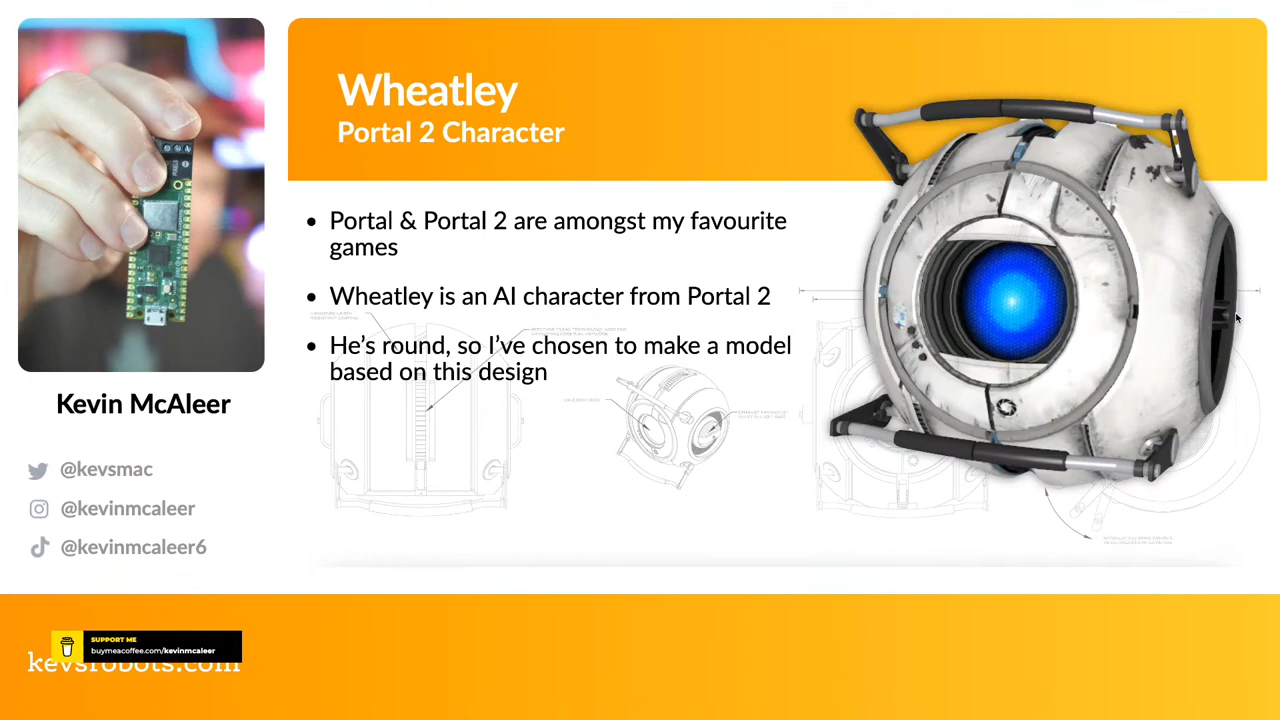 Wheatley
Portal 2 Character
• Portal & Portal 2 are amongst my favourite
games
• Wheatley is an AI character from Portal 2
• He's round, so I've chosen to make a model
based on this design
Kevin McAleer
@kevsmac
@kevinmcaleer
@kevinmcaleer6
SUPPORT ME
buymeacoffee.com/kevinmcaleer
kevsrobots.com